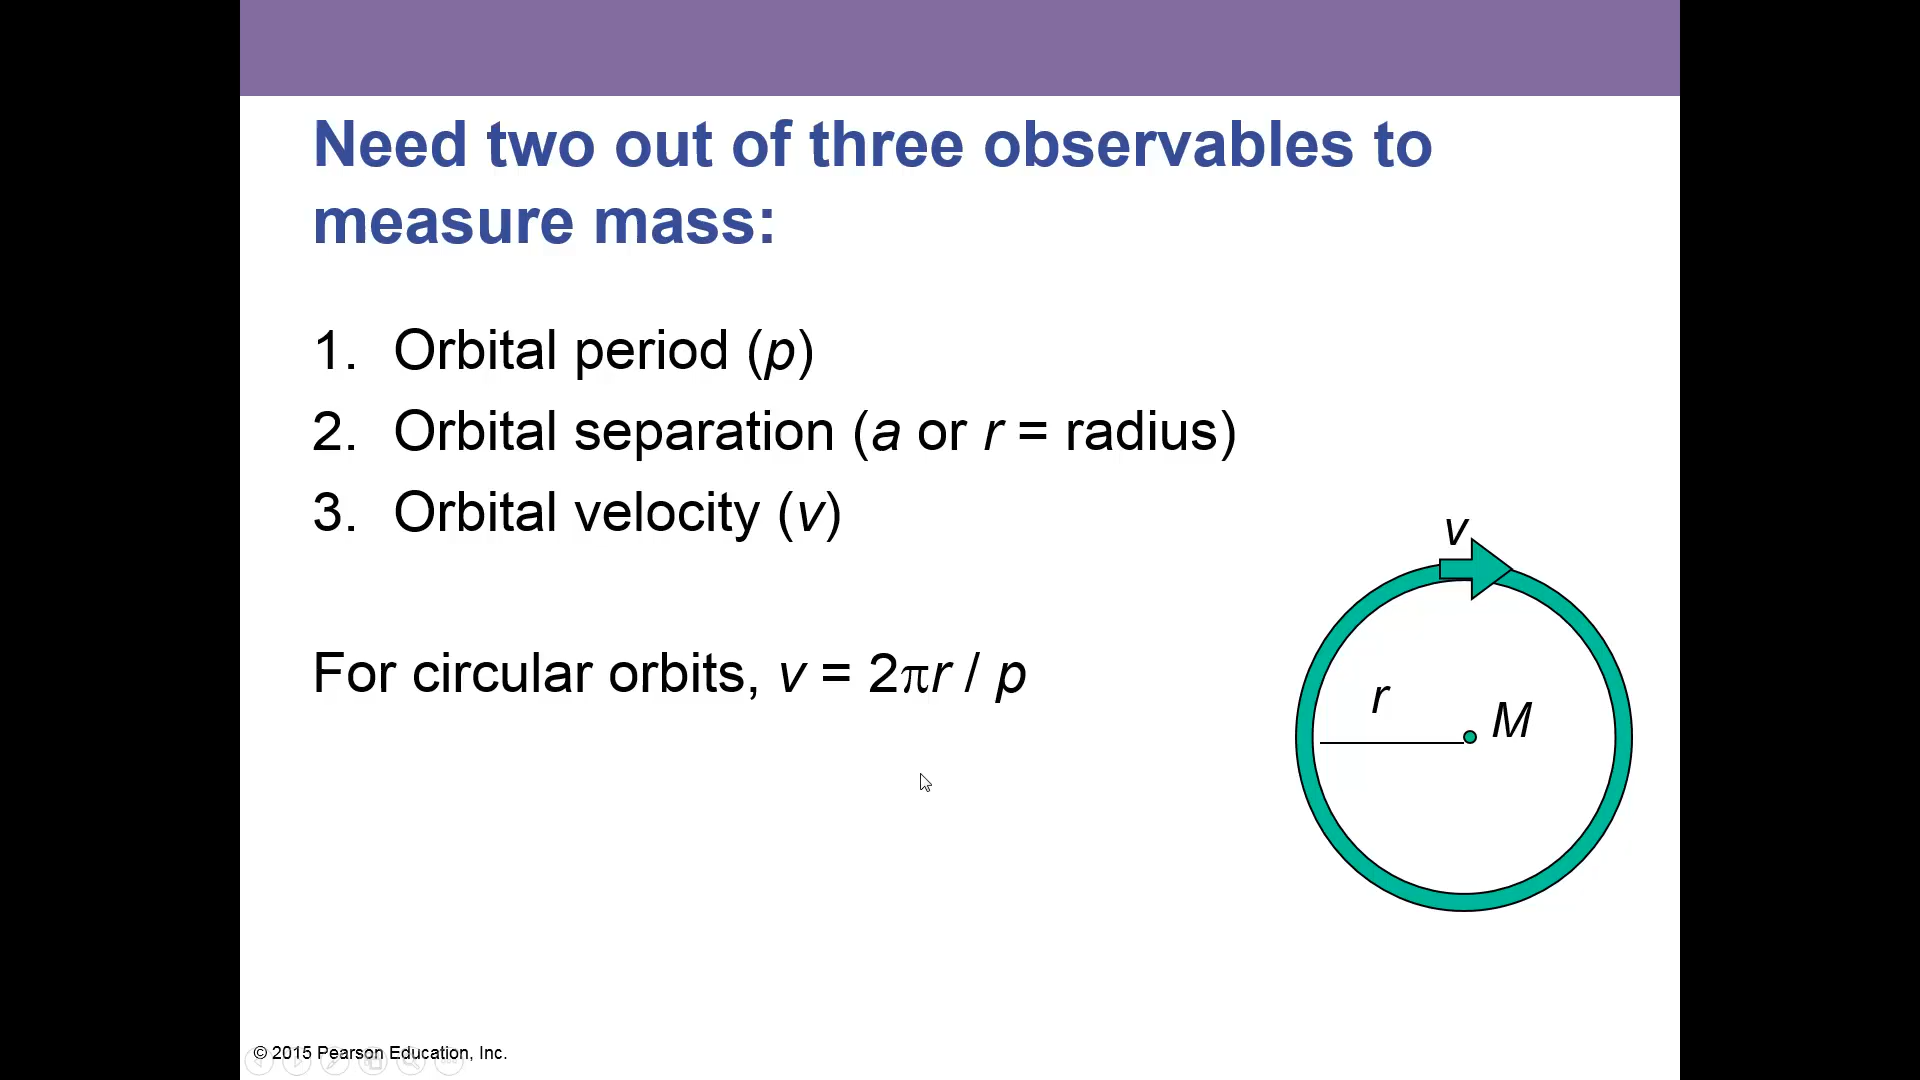 Need two out of three observables to
measure mass:
1. Orbital period (p)
2. Orbital separation (a or r = radius)
3. Orbital velocity (v)
v
For circular orbits, v = 2πr / p
r
M
© 2015 Pearson Education, Inc.